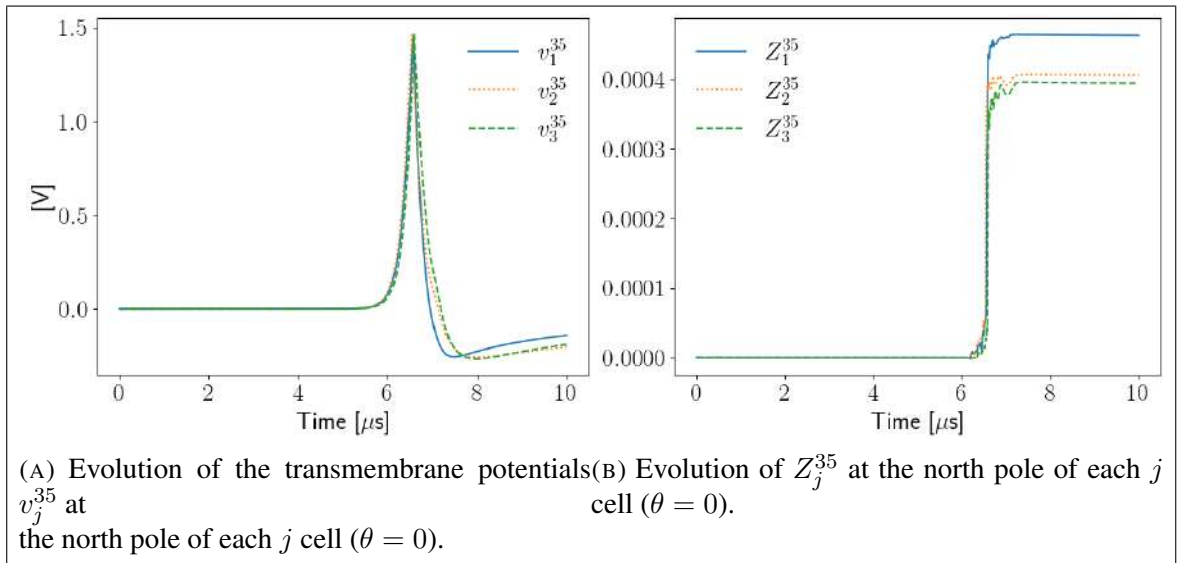 1.5
1.0
0.5
0.0
[V]
0 2 4 6 8 10
Time [μs]
v_1^{35}
v_2^{35}
v_3^{35}
0.0004
0.0003
0.0002
0.0001
0.0000
0 2 4 6 8 10
Time [μs]
Z_1^{35}
Z_2^{35}
Z_3^{35}
(A) Evolution of the transmembrane potentials
v_j^{35} at
the north pole of each j cell (θ = 0).
(B) Evolution of Z_j^{35} at the north pole of each j
cell (θ = 0).